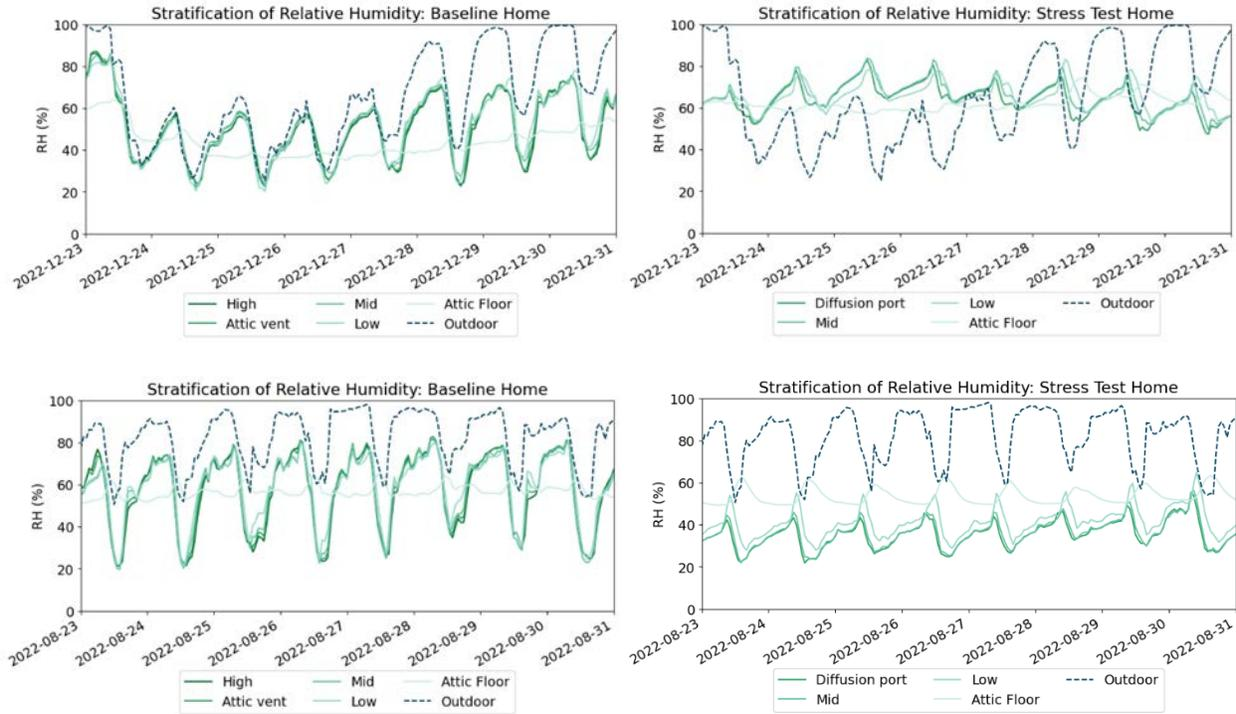 Stratification of Relative Humidity: Baseline Home
100
80
60
40
20
0
RH (%)
2022-12-23
2022-12-24
2022-12-25
2022-12-26
2022-12-27
2022-12-28
2022-12-29
2022-12-30
2022-12-31
High
Mid
Attic Floor
Attic vent
Low
Outdoor
Stratification of Relative Humidity: Stress Test Home
100
80
60
40
20
0
RH (%)
2022-12-23
2022-12-24
2022-12-25
2022-12-26
2022-12-27
2022-12-28
2022-12-29
2022-12-30
2022-12-31
Diffusion port
Low
Outdoor
Mid
Attic Floor
Stratification of Relative Humidity: Baseline Home
100
80
60
40
20
0
RH (%)
2022-08-23
2022-08-24
2022-08-25
2022-08-26
2022-08-27
2022-08-28
2022-08-29
2022-08-30
2022-08-31
High
Mid
Attic Floor
Attic vent
Low
Outdoor
Stratification of Relative Humidity: Stress Test Home
100
80
60
40
20
0
RH (%)
2022-08-23
2022-08-24
2022-08-25
2022-08-26
2022-08-27
2022-08-28
2022-08-29
2022-08-30
2022-08-31
Diffusion port
Low
Outdoor
Mid
Attic Floor